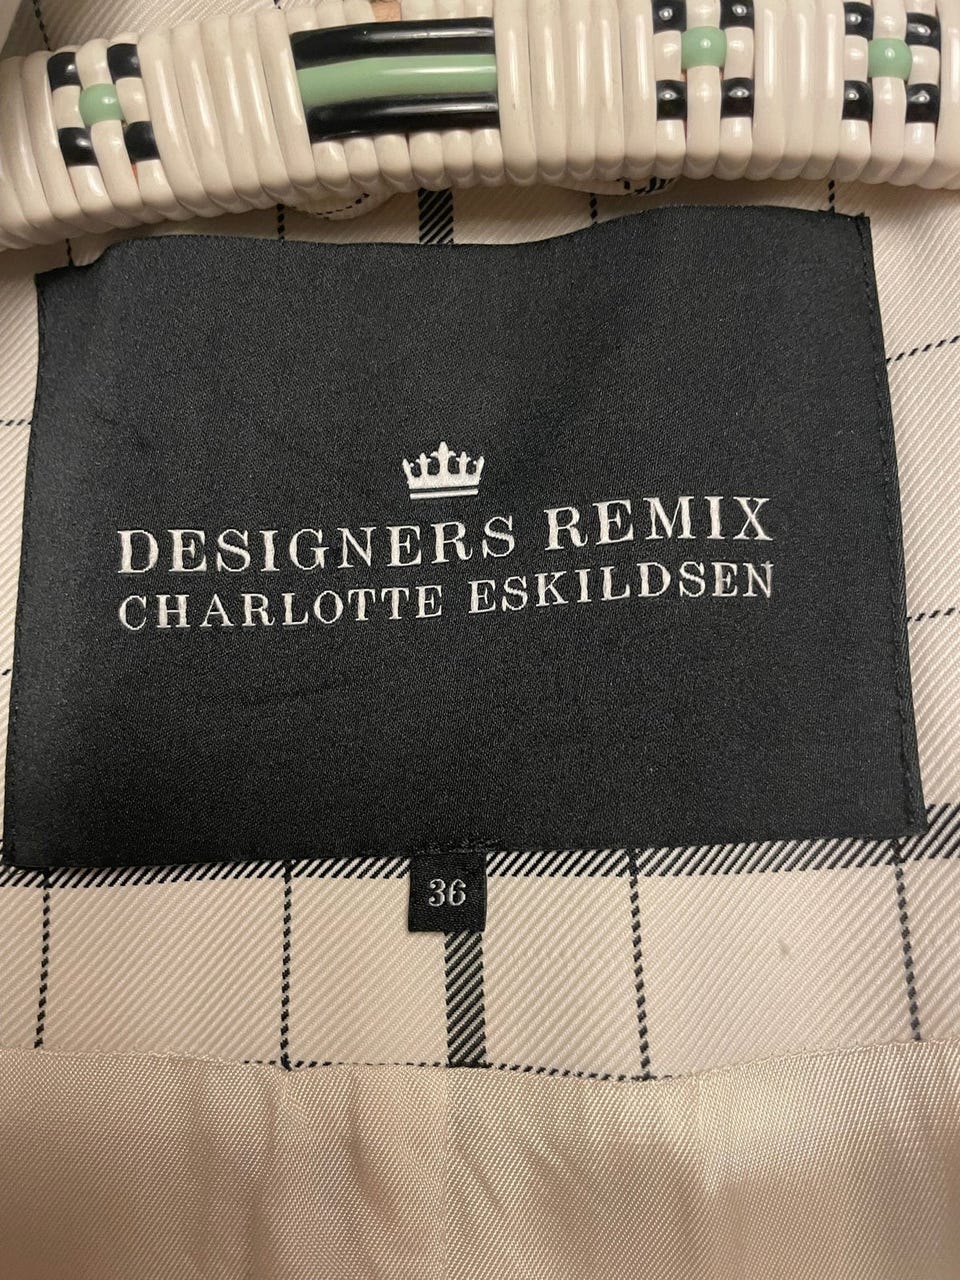 DESIGNERS REMIX
CHARLOTTE ESKILDSEN
36